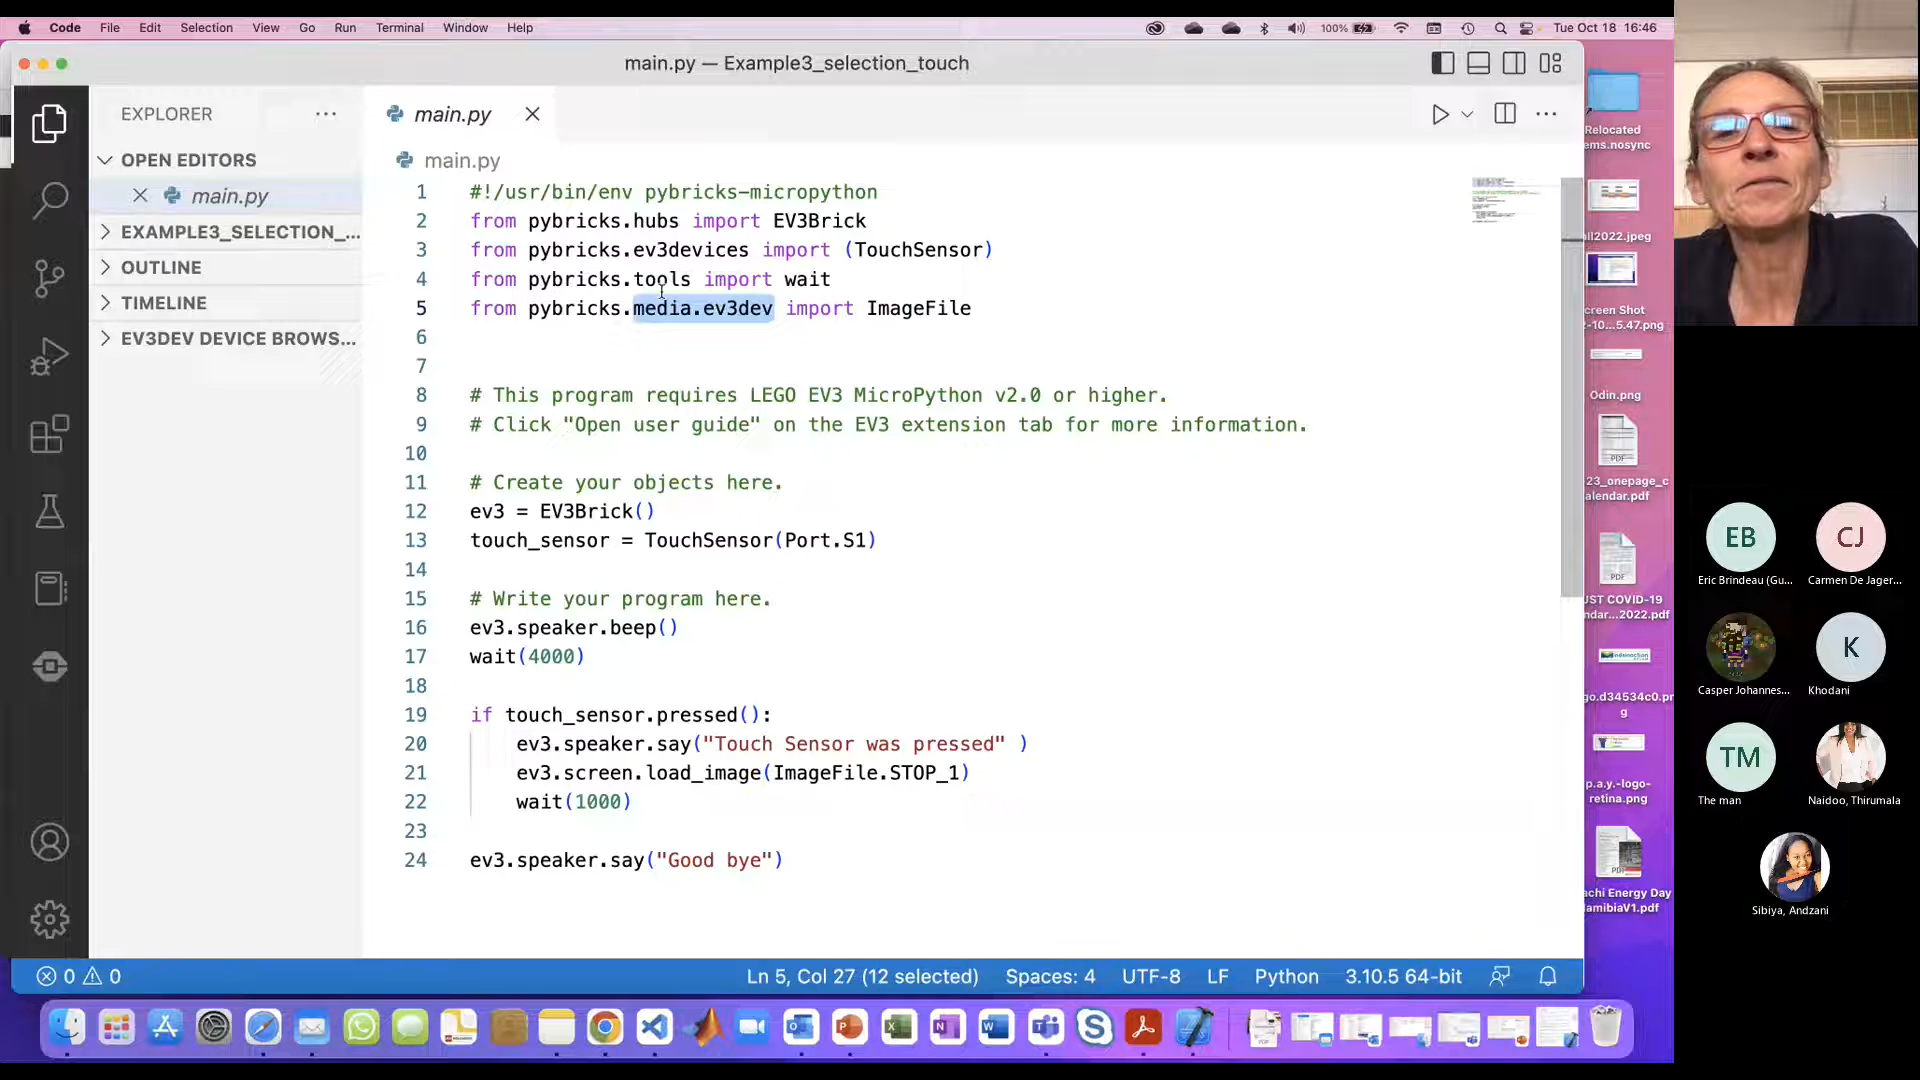 Code File Edit Selection View Go Run Terminal Window Help
100% Tue Oct 18 16:46
main.py — Example3_selection_touch
EXPLORER
OPEN EDITORS
main.py
EXAMPLE3_SELECTION_...
OUTLINE
TIMELINE
EV3DEV DEVICE BROWS...
main.py
main.py
1 #!/usr/bin/env pybricks-micropython
2 from pybricks.hubs import EV3Brick
3 from pybricks.ev3devices import (TouchSensor)
4 from pybricks.tools import wait
5 from pybricks.media.ev3dev import ImageFile
6
7
8 # This program requires LEGO EV3 MicroPython v2.0 or higher.
9 # Click "Open user guide" on the EV3 extension tab for more information.
10
11 # Create your objects here.
12 ev3 = EV3Brick()
13 touch_sensor = TouchSensor(Port.S1)
14
15 # Write your program here.
16 ev3.speaker.beep()
17 wait(4000)
18
19 if touch_sensor.pressed():
20 ev3.speaker.say("Touch Sensor was pressed" )
21 ev3.screen.load_image(ImageFile.STOP_1)
22 wait(1000)
23
24 ev3.speaker.say("Good bye")
0 0
Ln 5, Col 27 (12 selected) Spaces: 4 UTF-8 LF Python 3.10.5 64-bit
Relocated
ems.nosync
all2022.jpeg
creen Shot
2-10...5.47.png
Odin.png
PDF
23_onepage_c
alendar.pdf
PDF
UST COVID-19
ndar...2022.pdf
go.d34534c0.pn
g
p.a.y.-logo-
retina.png
PDF
achi Energy Day
lamibiaV1.pdf
EB
Eric Brindeau (Gu...
CJ
Carmen De Jager...
Casper Johannes...
K
Khodani
TM
The man
Naidoo, Thirumala
Sibiya, Andzani